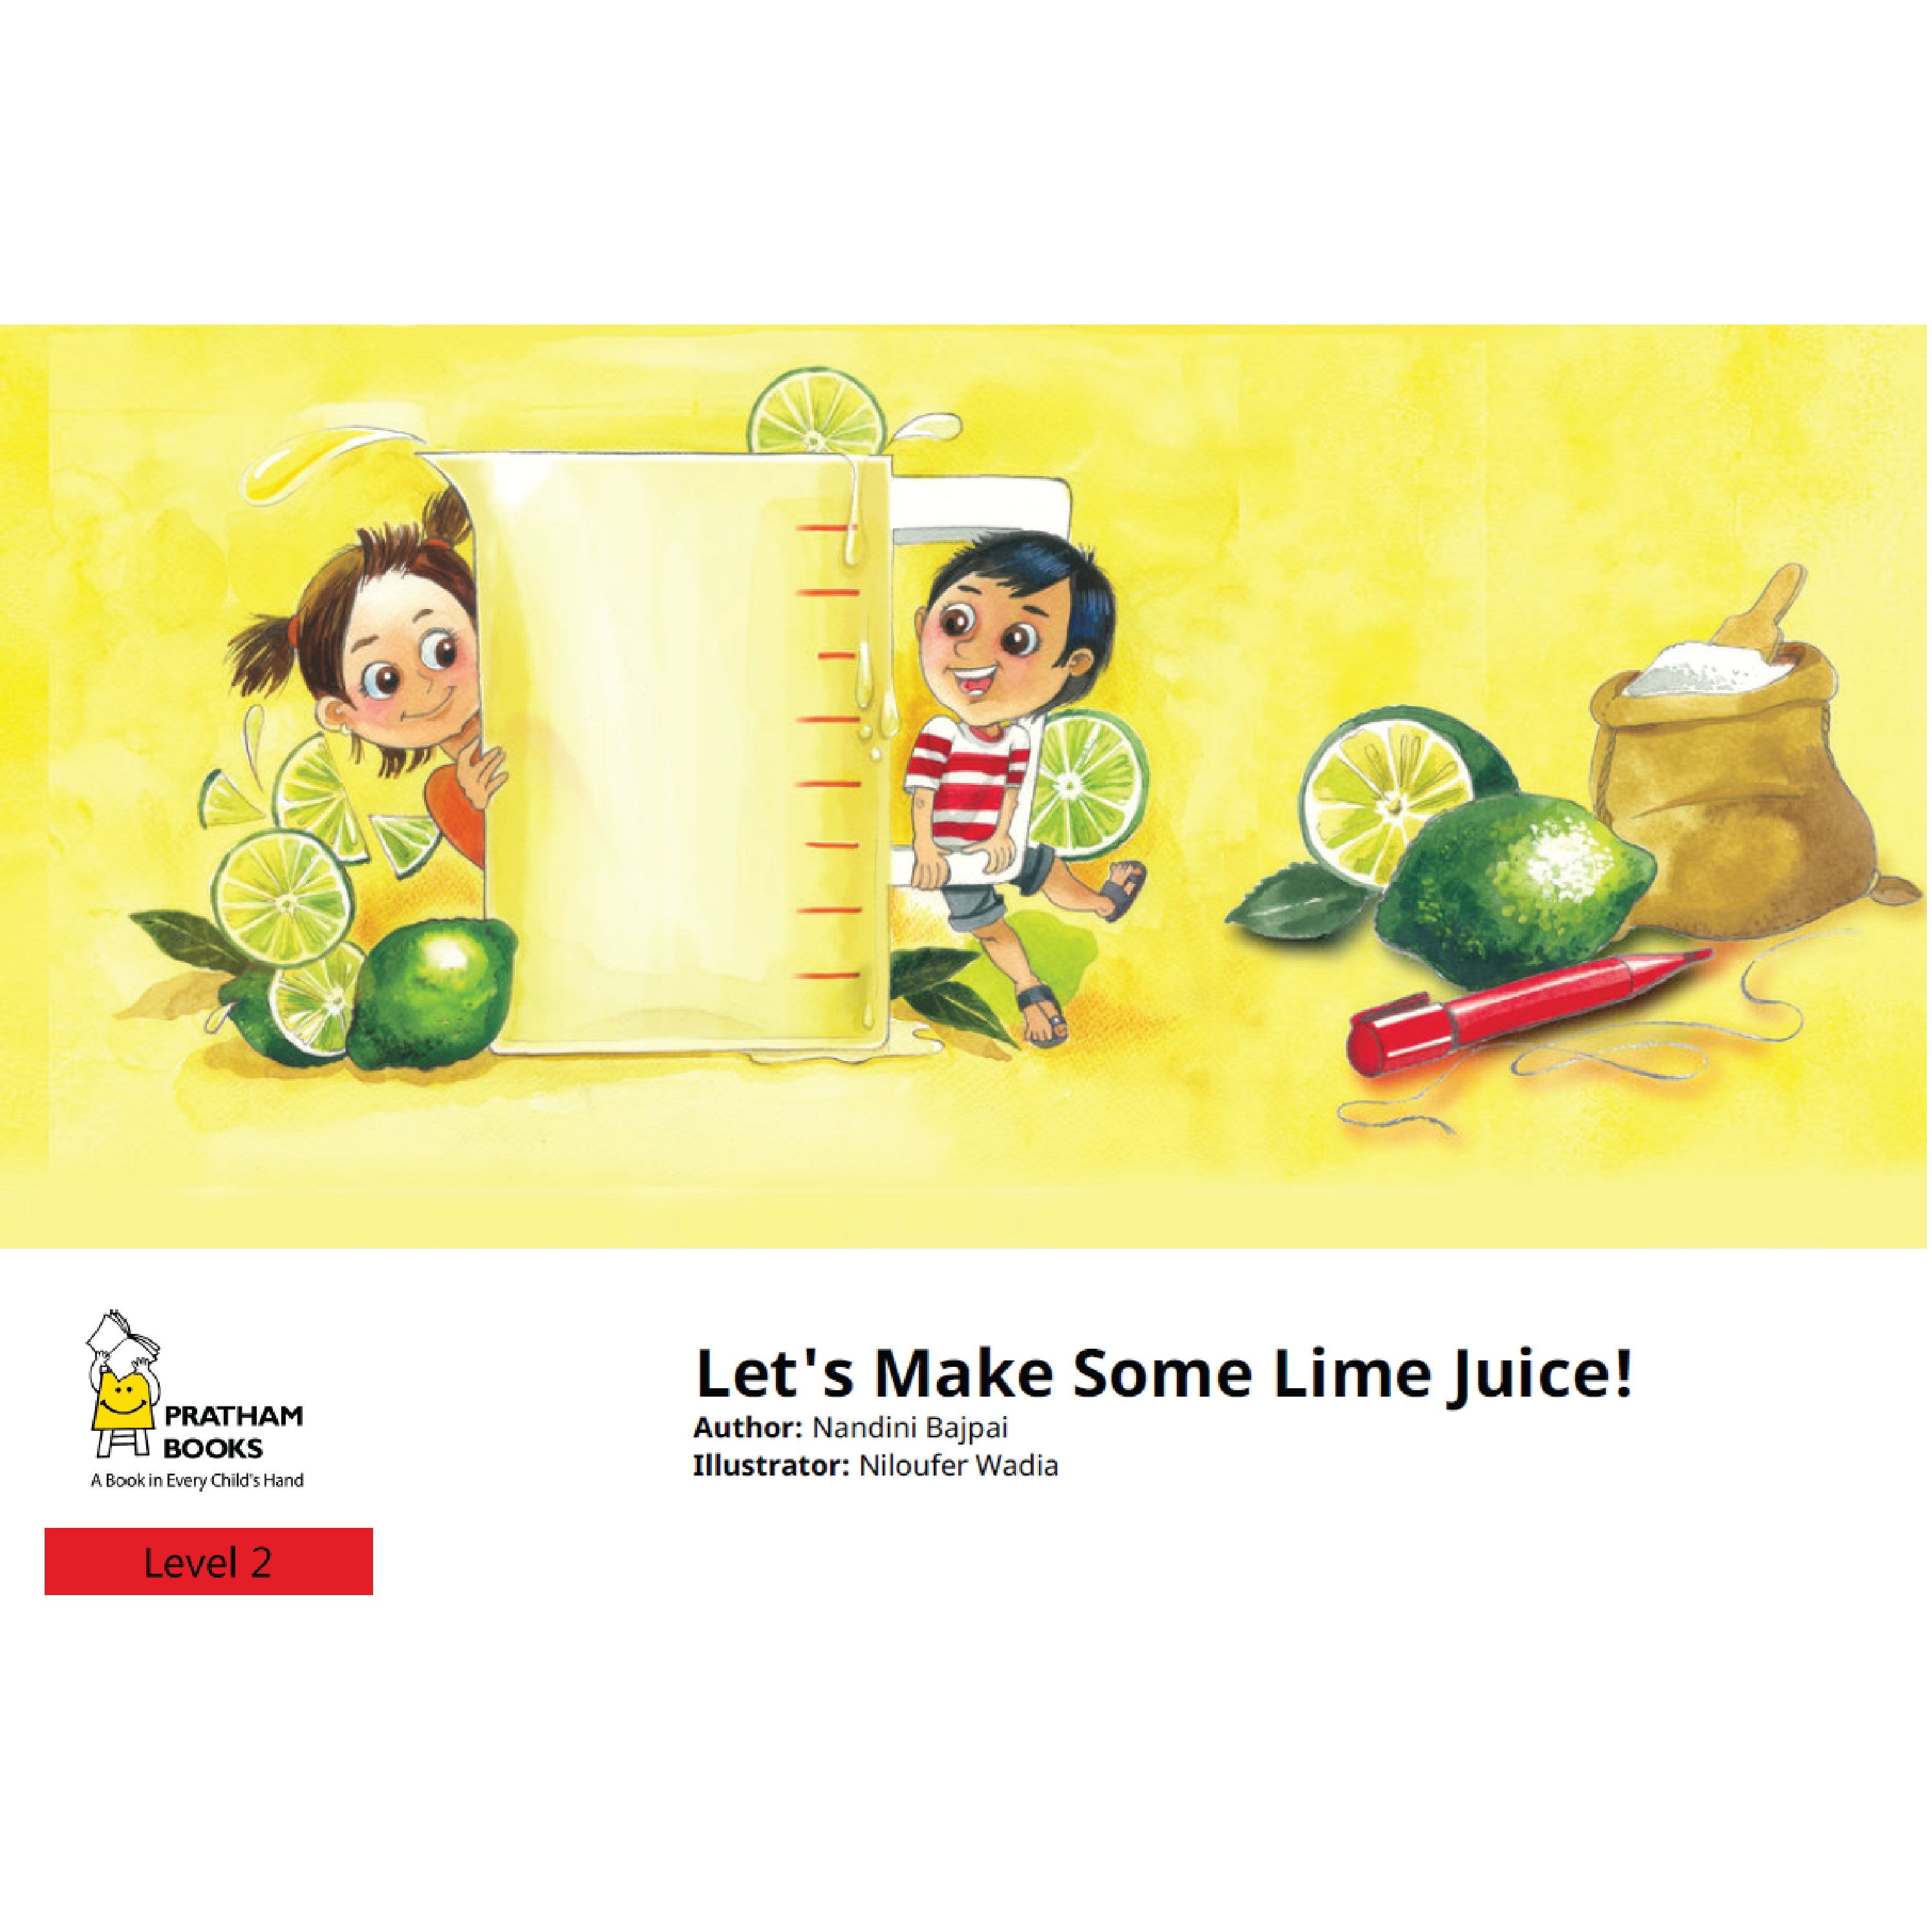 Let's Make Some Lime Juice!
Author: Nandini Bajpai
Illustrator: Niloufer Wadia
PRATHAM
BOOKS
A Book in Every Child's Hand
Level 2